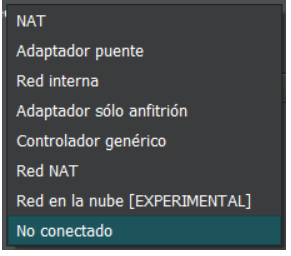 NAT
Adaptador puente
Red interna
Adaptador sólo anfitrión
Controlador genérico
Red NAT
Red en la nube [EXPERIMENTAL]
No conectado